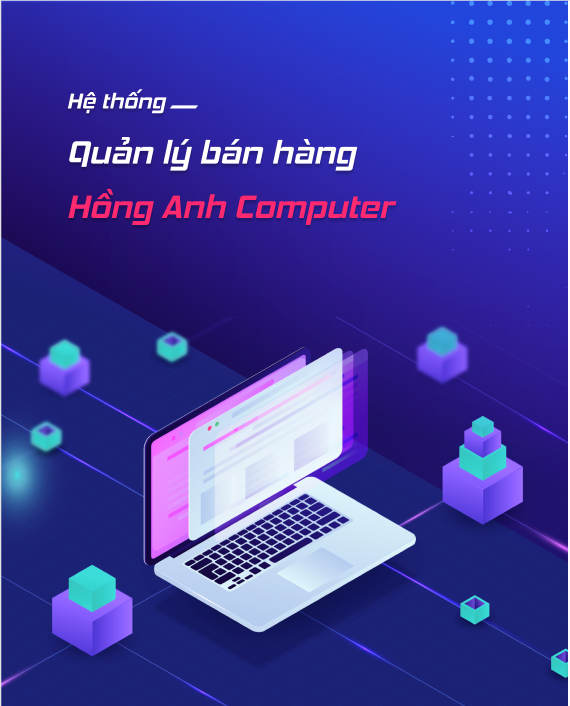 Hệ thống
Quản lý bán hàng
Hồng Anh Computer